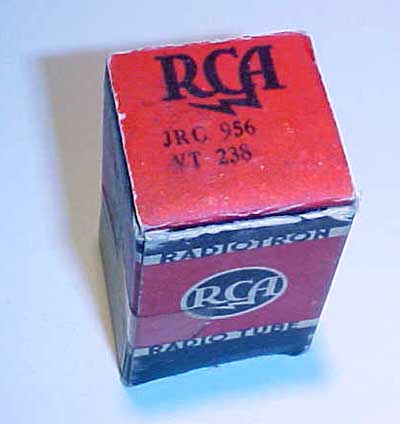 RCA
JRC 956
VT 238
RADIOTRON
RCA
RADIO TUBE